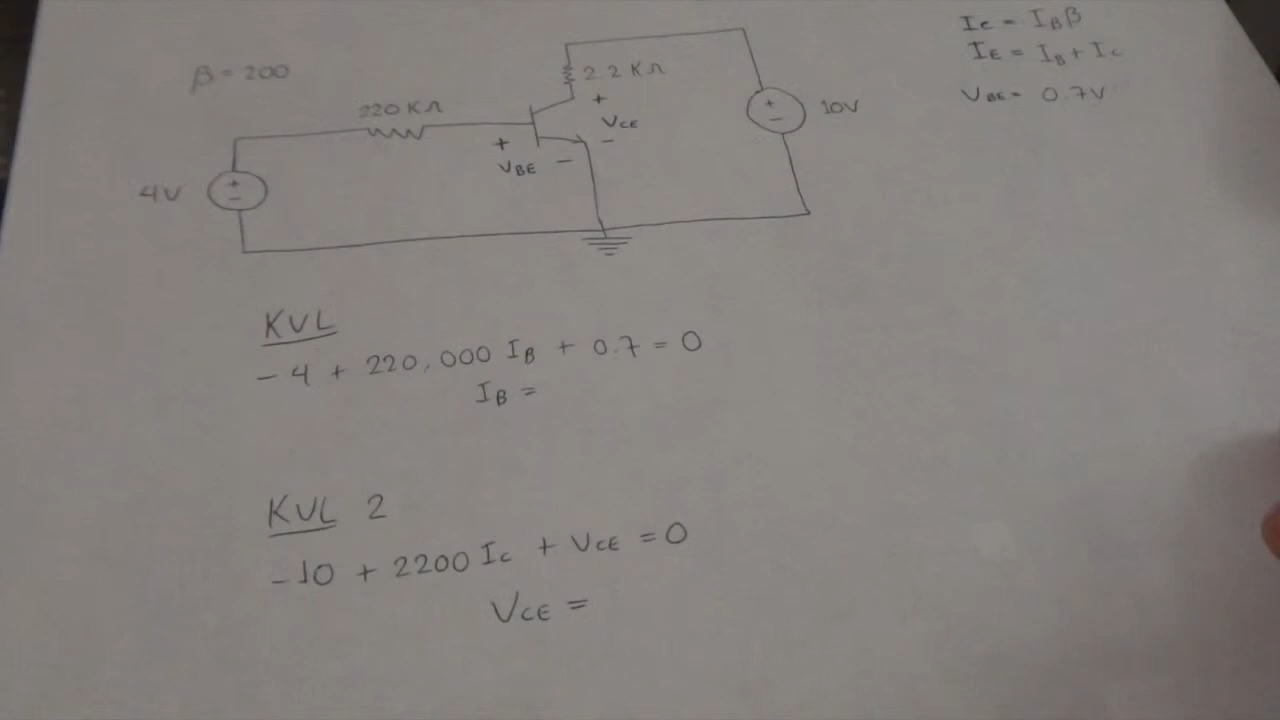 β = 200
220 KΩ
2.2 KΩ
+
VCE
-
+
VBE
-
4V
+
-
10V
+
-
IC = IBβ
IE = IB + IC
VBE = 0.7V
KVL
- 4 + 220,000 IB + 0.7 = 0
IB =
KVL 2
-10 + 2200 IC + VCE = 0
VCE =